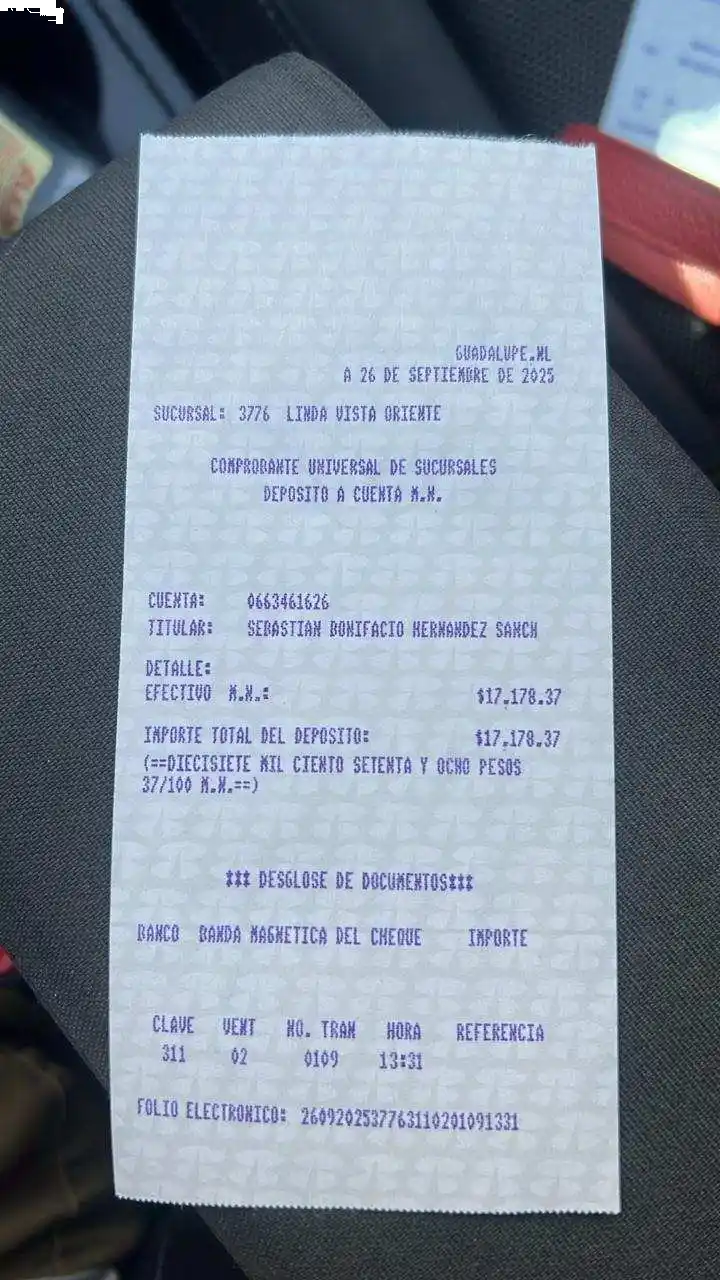 GUADALUPE.NL
A 26 DE SEPTIEMBRE DE 2025
SUCURSAL: 3776 LINDA VISTA ORIENTE
COMPROBANTE UNIVERSAL DE SUCURSALES
DEPOSITO A CUENTA M.N.
CUENTA: 0663461626
TITULAR: SEBASTIAN BONIFACIO HERNANDEZ SANCH
DETALLE:
EFECTIVO M.N.: $17,178.37
IMPORTE TOTAL DEL DEPOSITO: $17,178.37
(==DIECISIETE MIL CIENTO SETENTA Y OCHO PESOS
37/100 M.N.==)
*** DESGLOSE DE DOCUMENTOS***
BANCO BANDA MAGNETICA DEL CHEQUE IMPORTE
CLAVE VENT NO. TRAN HORA REFERENCIA
311 02 0109 13:31
FOLIO ELECTRONICO: 2609202537763110201091331